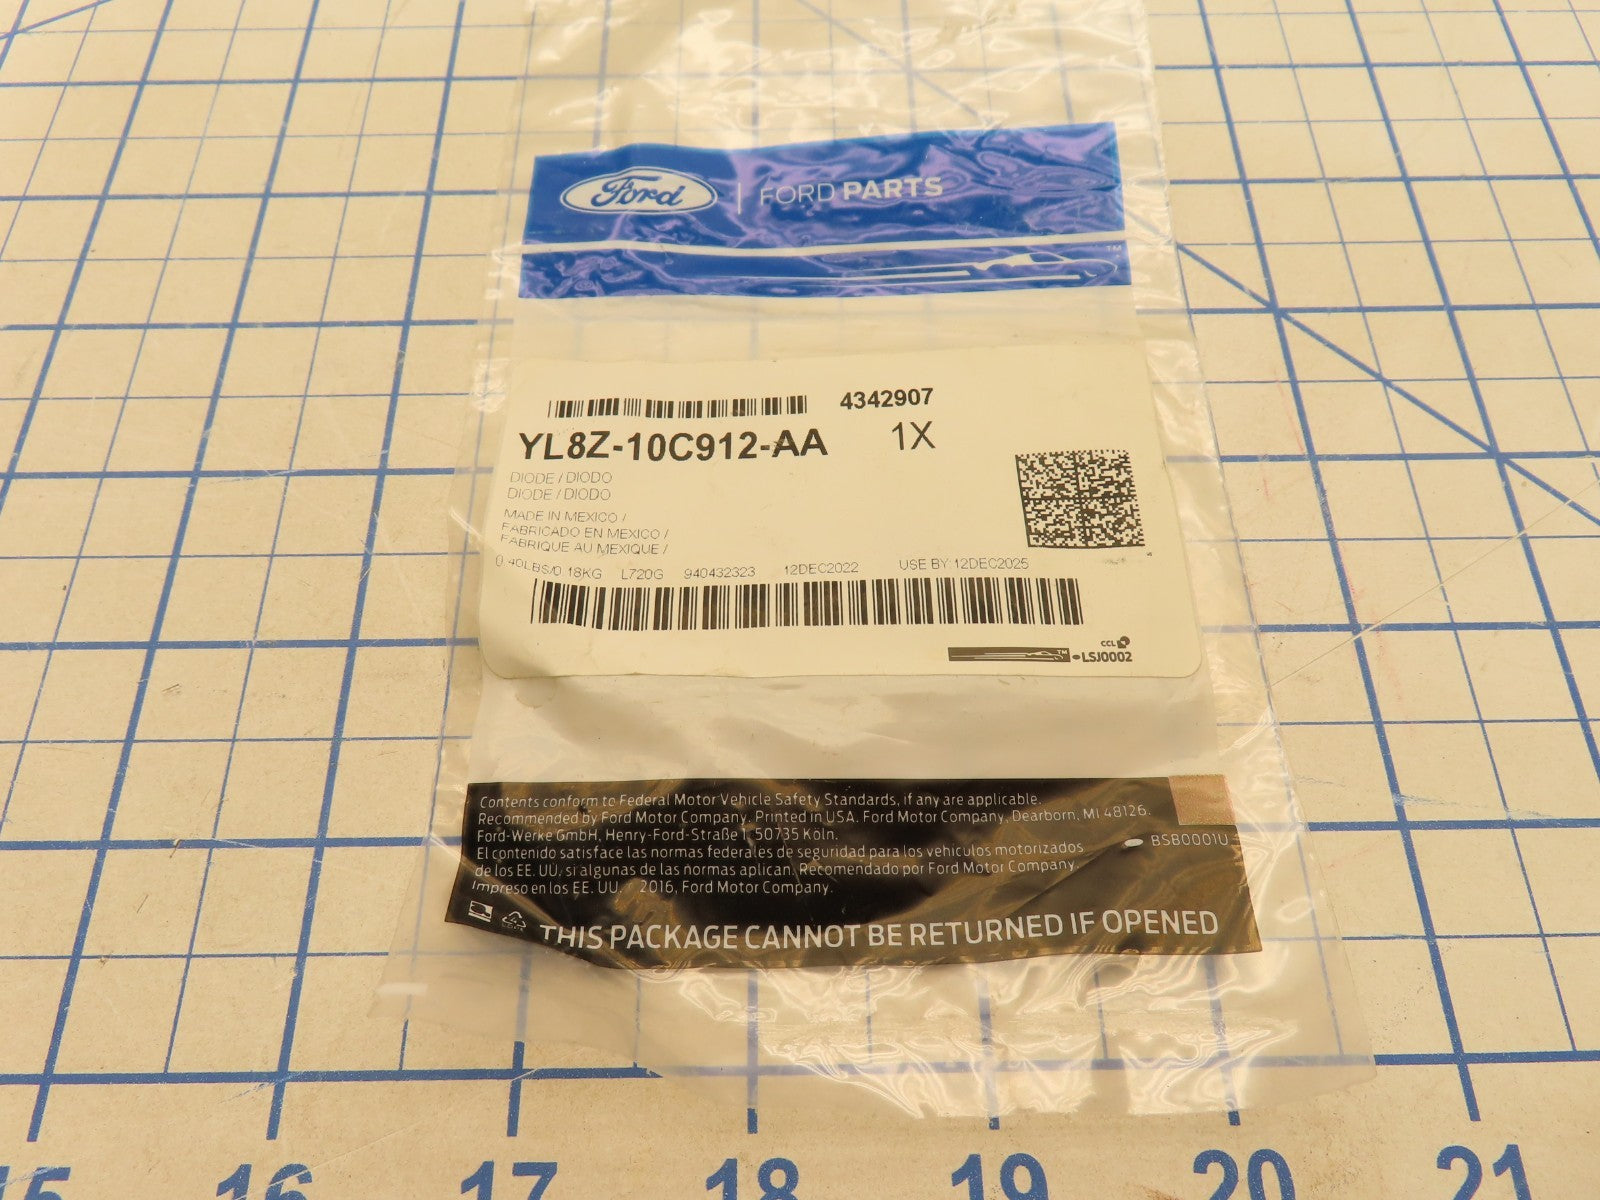 Ford | FORD PARTS
TM
4342907
YL8Z-10C912-AA 1X
DIODE / DIODO
DIODE / DIODO
MADE IN MEXICO /
FABRICADO EN MEXICO /
FABRIQUE AU MEXIQUE /
0.40LBS/0.18KG L720G 940432323 12DEC2022 USE BY:12DEC2025
CCL
TM
•LSJ0002
Contents conform to Federal Motor Vehicle Safety Standards, if any are applicable.
Recommended by Ford Motor Company. Printed in USA. Ford Motor Company, Dearborn, MI 48126.
Ford-Werke GmbH, Henry-Ford-Straße 1, 50735 Köln.
BSB0001U
El contenido satisface las normas federales de seguridad para los vehículos motorizados
de los EE. UU, si algunas de las normas aplican. Recomendado por Ford Motor Company.
Impreso en los EE. UU. 2016, Ford Motor Company.
THIS PACKAGE CANNOT BE RETURNED IF OPENED
15 16 17 18 19 20 21